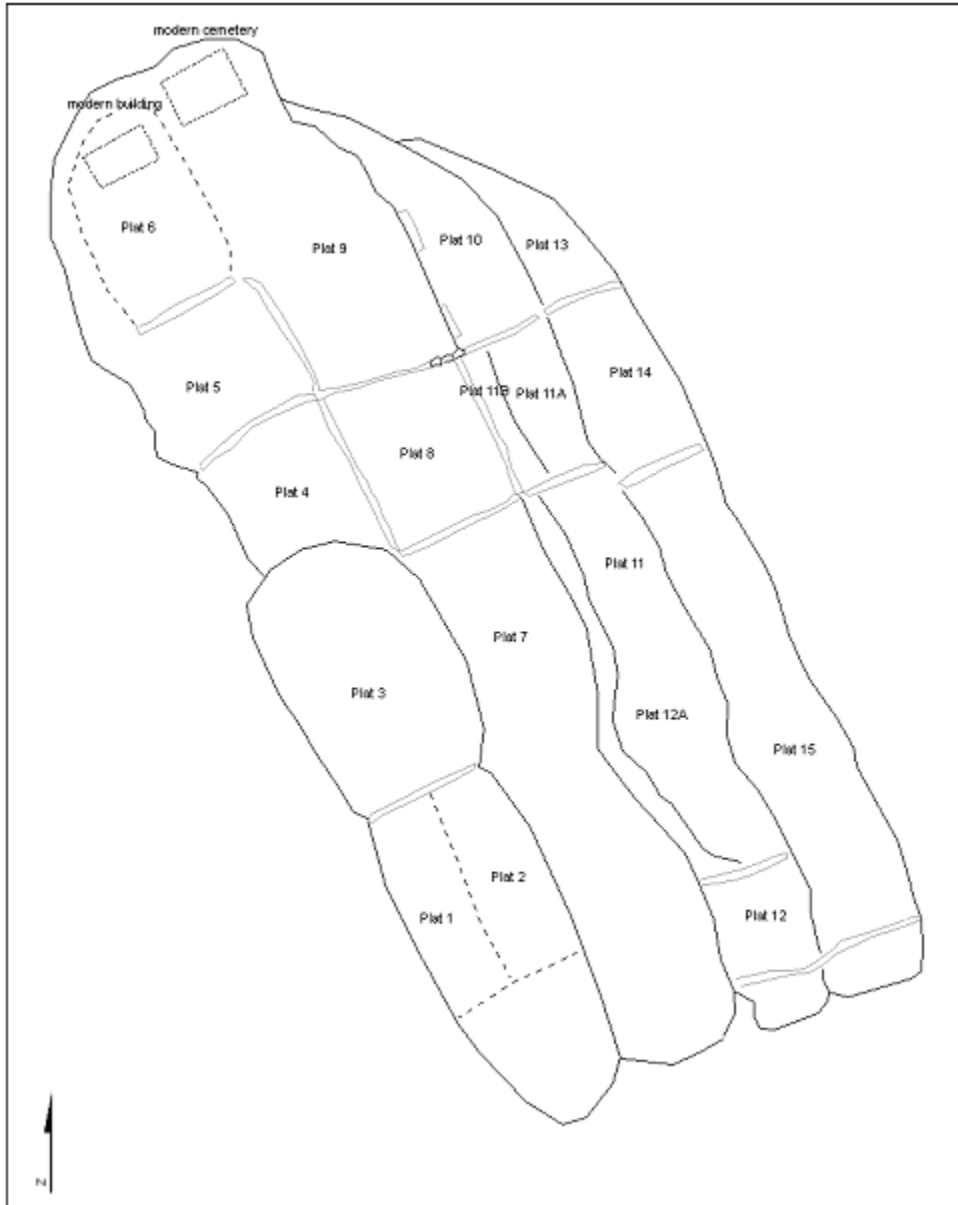 modern cemetery
modern building
Plat 6
Plat 9
Plat 10
Plat 13
Plat 5
Plat 11B
Plat 11A
Plat 14
Plat 8
Plat 4
Plat 11
Plat 7
Plat 3
Plat 12A
Plat 15
Plat 2
Plat 1
Plat 12
N